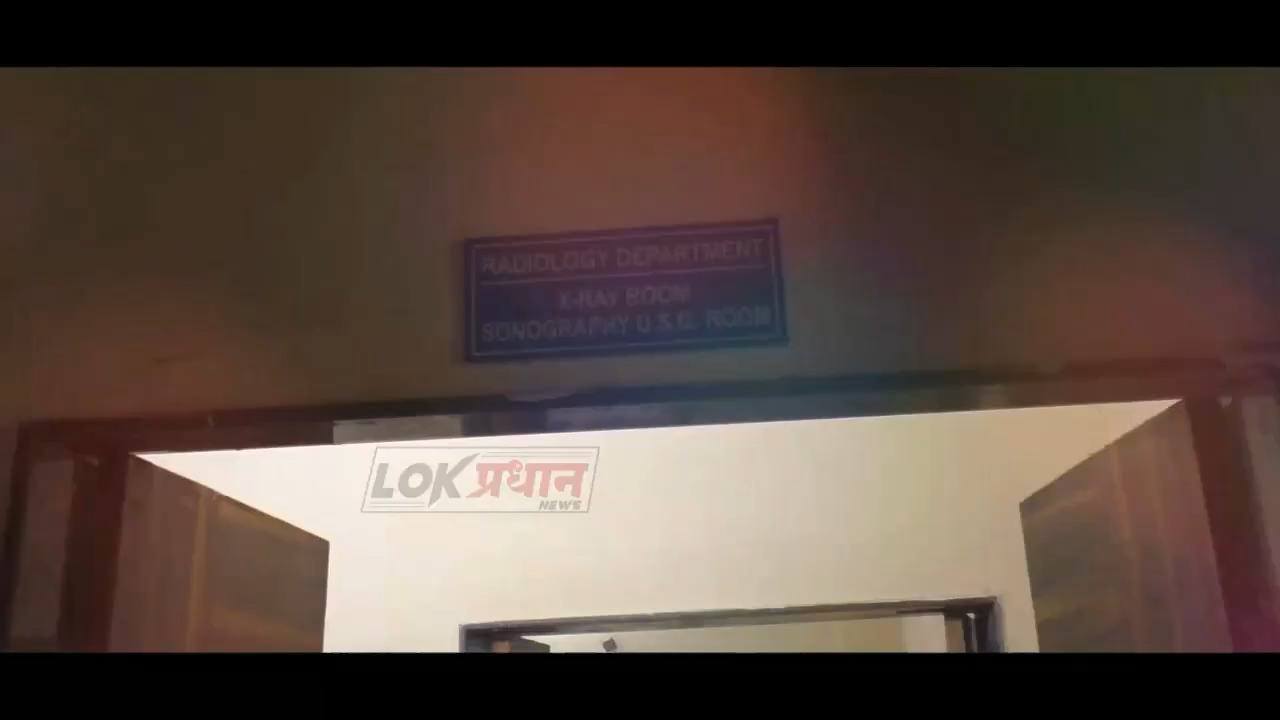 RADIOLOGY DEPARTMENT
X-RAY ROOM
SONOGRAPHY U.S.G. ROOM
LOK प्रधान
NEWS